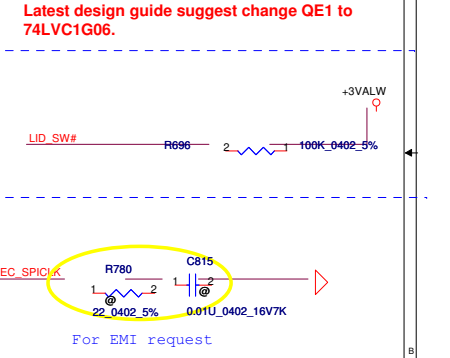 Latest design guide suggest change QE1 to
74LVC1G06.
+3VALW
LID_SW#
R696
2
1
100K_0402_5%
EC_SPICLK
R780
1
2
@
22_0402_5%
C815
1
2
@
0.01U_0402_16V7K
For EMI request
B